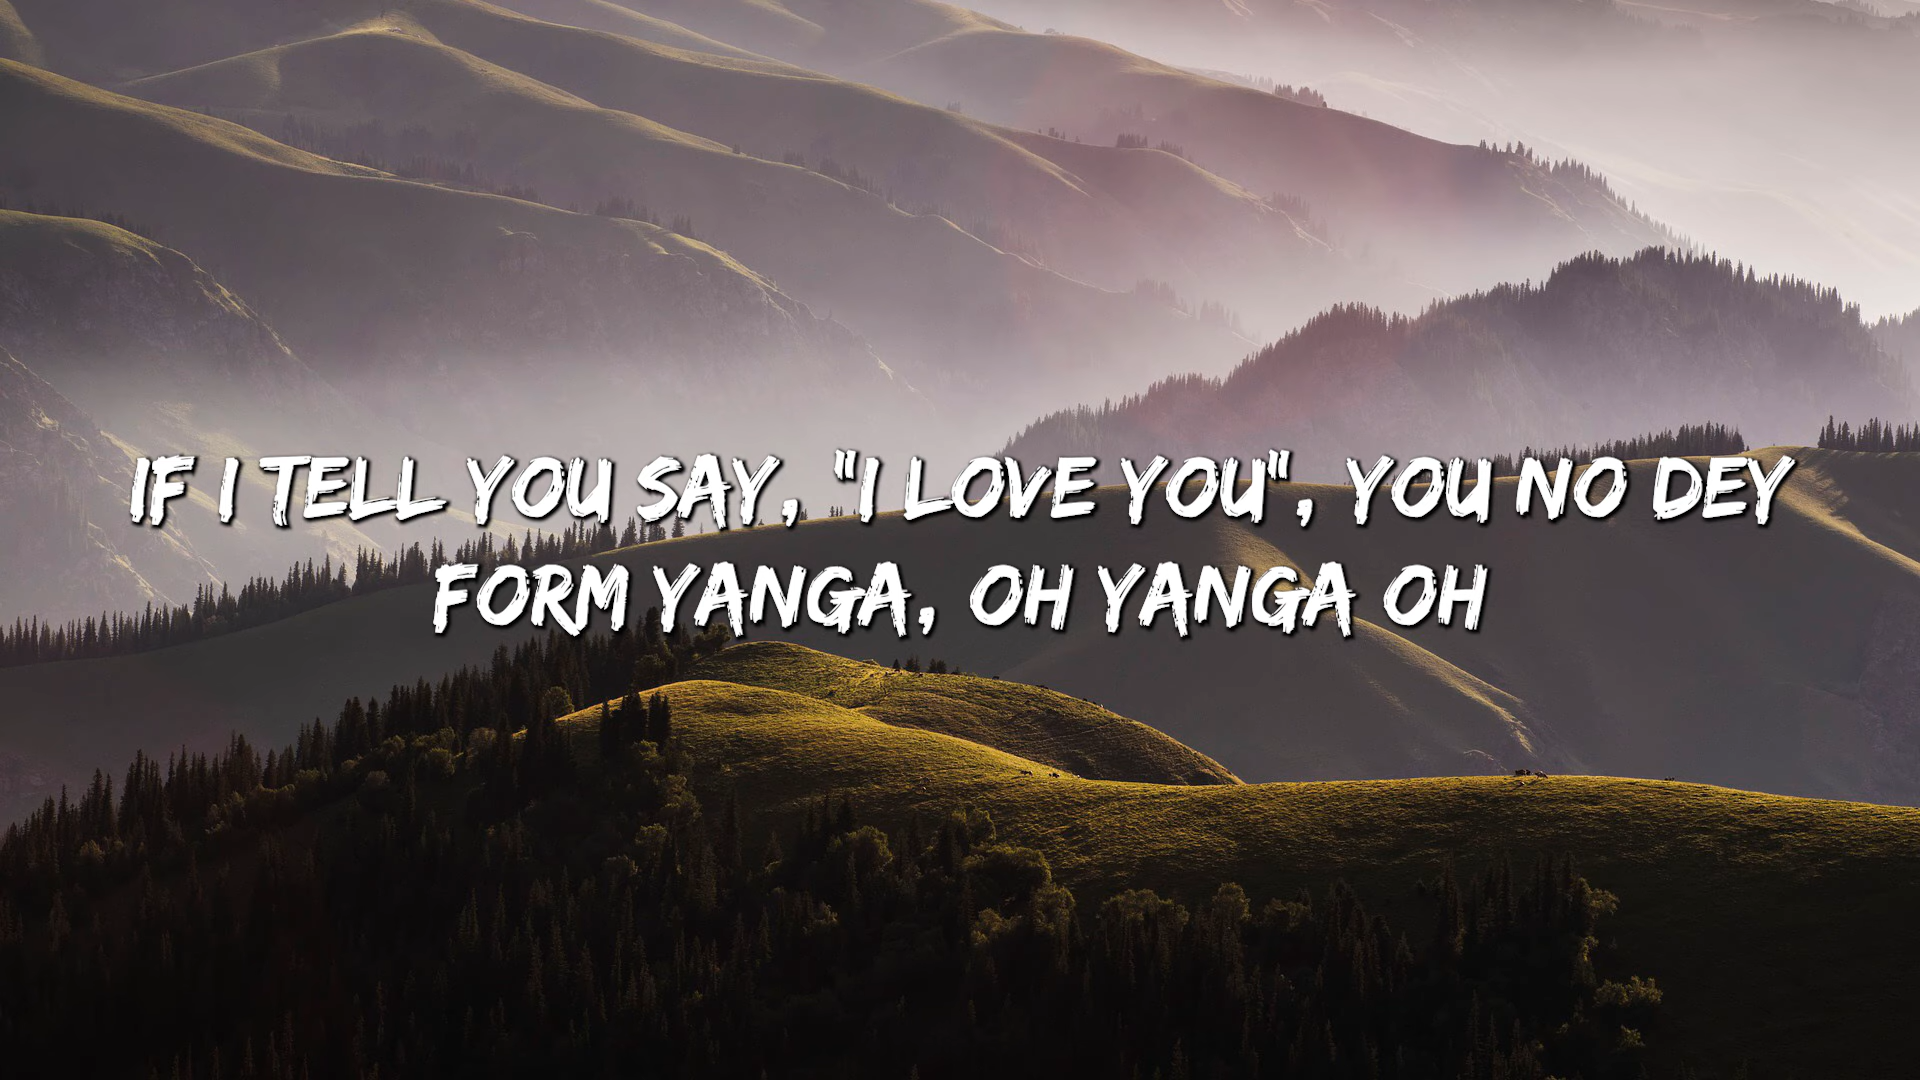 IF I TELL YOU SAY, "I LOVE YOU", YOU NO DEY
FORM YANGA, OH YANGA OH